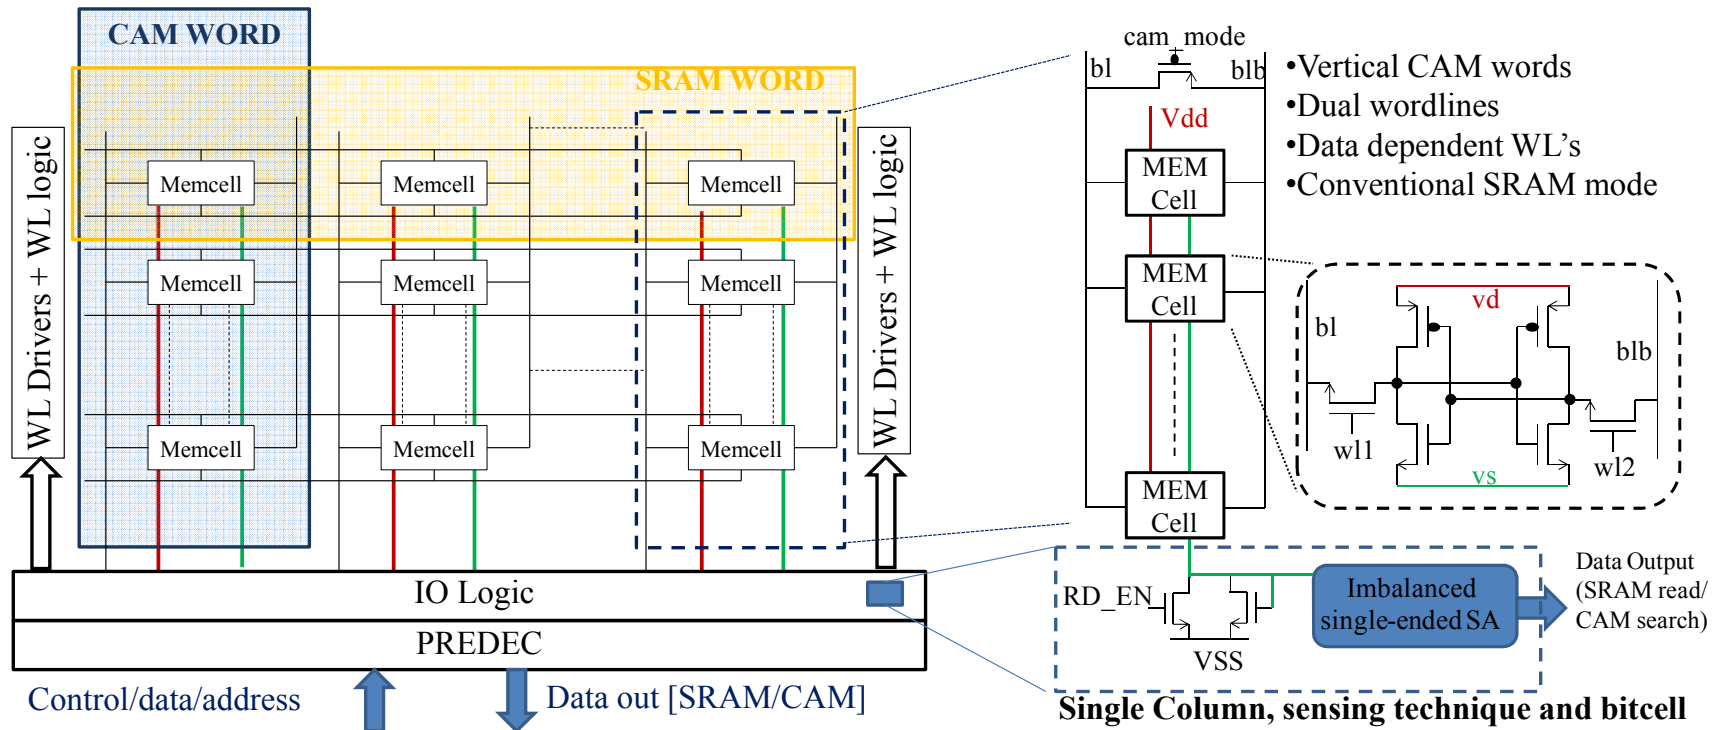 CAM WORD
SRAM WORD
WL Drivers + WL logic
Memcell
Memcell
Memcell
Memcell
Memcell
Memcell
Memcell
Memcell
Memcell
WL Drivers + WL logic
IO Logic
PREDEC
Control/data/address
Data out [SRAM/CAM]
cam_mode
bl
blb
Vdd
MEM
Cell
MEM
Cell
MEM
Cell
•Vertical CAM words
•Dual wordlines
•Data dependent WL's
•Conventional SRAM mode
vd
bl
blb
wl1
wl2
vs
RD_EN
VSS
Imbalanced
single-ended SA
Data Output
(SRAM read/
CAM search)
Single Column, sensing technique and bitcell